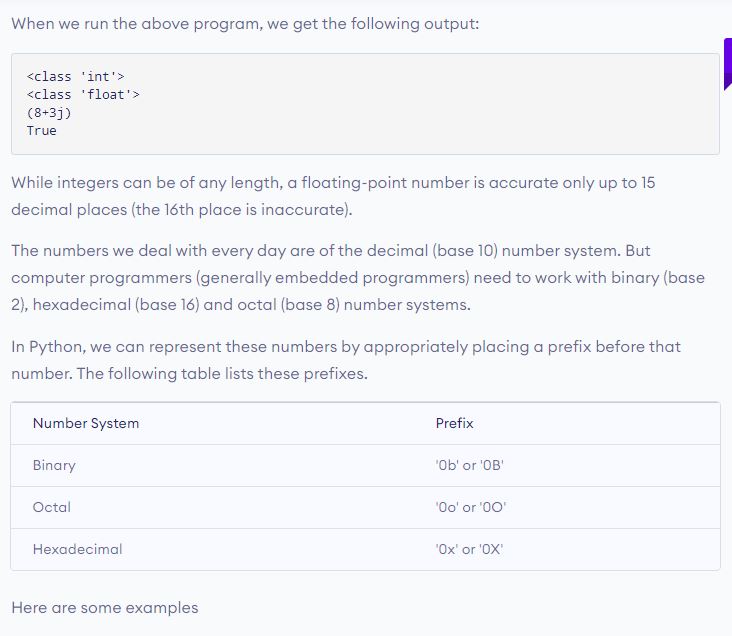 When we run the above program, we get the following output:
<class 'int'>
<class 'float'>
(8+3j)
True
While integers can be of any length, a floating-point number is accurate only up to 15
decimal places (the 16th place is inaccurate).
The numbers we deal with every day are of the decimal (base 10) number system. But
computer programmers (generally embedded programmers) need to work with binary (base
2), hexadecimal (base 16) and octal (base 8) number systems.
In Python, we can represent these numbers by appropriately placing a prefix before that
number. The following table lists these prefixes.
Number System Prefix
Binary '0b' or '0B'
Octal '0o' or '0O'
Hexadecimal '0x' or '0X'
Here are some examples